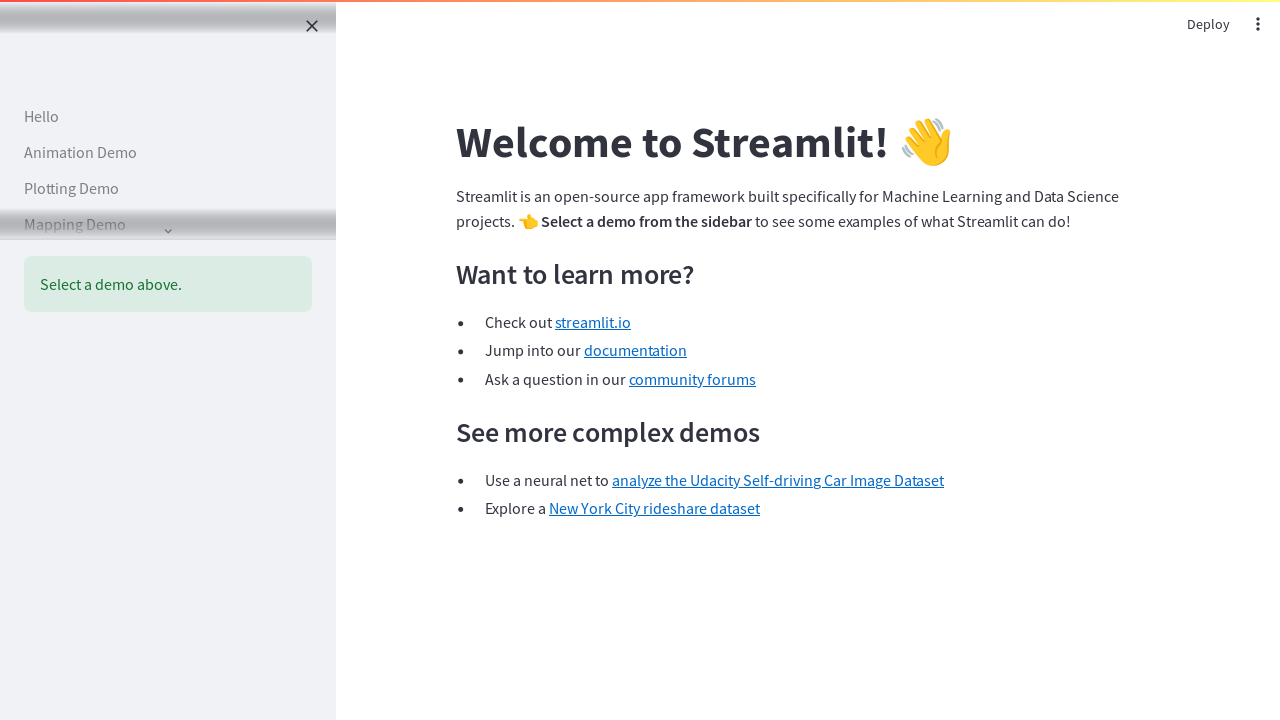 Deploy
Hello
Animation Demo
Plotting Demo
Mapping Demo
Select a demo above.
Welcome to Streamlit! 👋
Streamlit is an open-source app framework built specifically for Machine Learning and Data Science
projects. 👈 Select a demo from the sidebar to see some examples of what Streamlit can do!
Want to learn more?
• Check out streamlit.io
• Jump into our documentation
• Ask a question in our community forums
See more complex demos
• Use a neural net to analyze the Udacity Self-driving Car Image Dataset
• Explore a New York City rideshare dataset